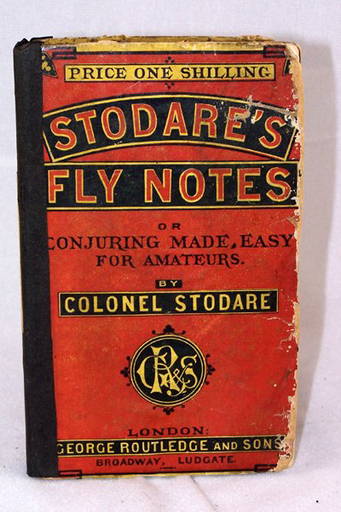 PRICE ONE SHILLING
STODARE'S
FLY NOTES
OR
CONJURING MADE EASY
FOR AMATEURS.
BY
COLONEL STODARE
GR&S
LONDON:
GEORGE ROUTLEDGE AND SONS
BROADWAY, LUDGATE.